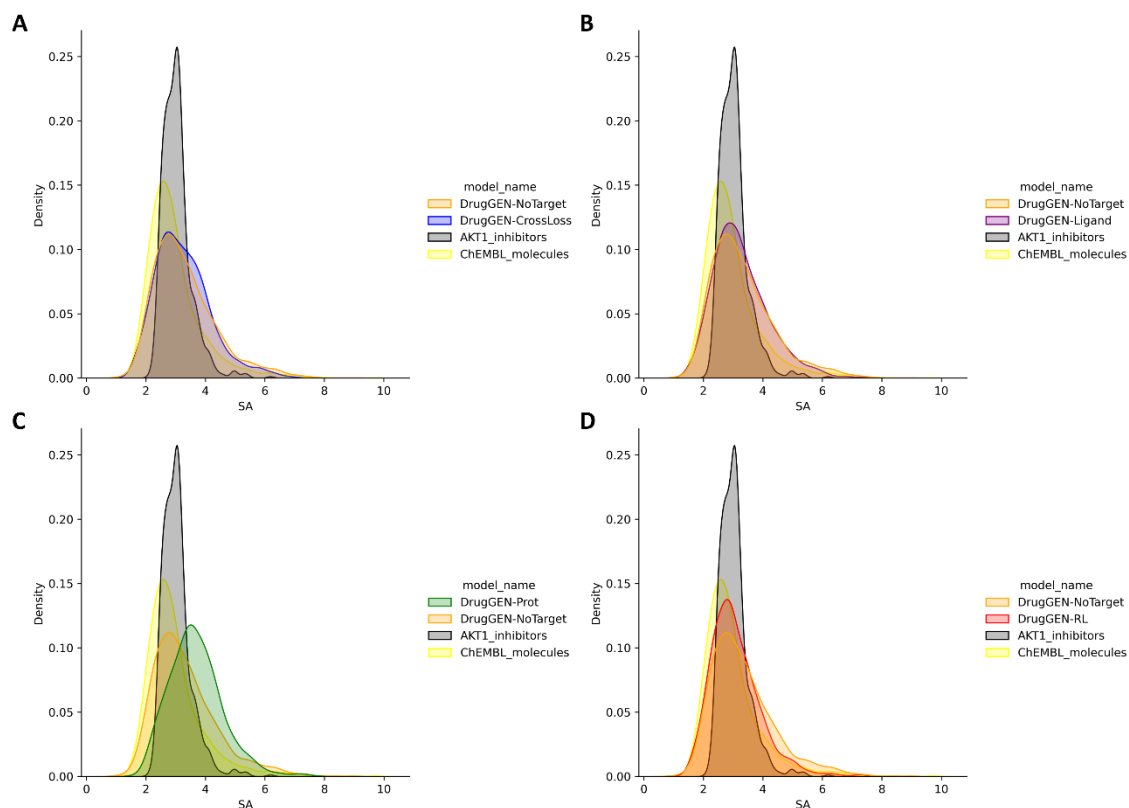 A
0.25
0.20
0.15
0.10
0.05
0.00
Density
0 2 4 6 8 10
SA
model_name
DrugGEN-NoTarget
DrugGEN-CrossLoss
AKT1_inhibitors
ChEMBL_molecules
B
0.25
0.20
0.15
0.10
0.05
0.00
Density
0 2 4 6 8 10
SA
model_name
DrugGEN-NoTarget
DrugGEN-Ligand
AKT1_inhibitors
ChEMBL_molecules
C
0.25
0.20
0.15
0.10
0.05
0.00
Density
0 2 4 6 8 10
SA
model_name
DrugGEN-Prot
DrugGEN-NoTarget
AKT1_inhibitors
ChEMBL_molecules
D
0.25
0.20
0.15
0.10
0.05
0.00
Density
0 2 4 6 8 10
SA
model_name
DrugGEN-NoTarget
DrugGEN-RL
AKT1_inhibitors
ChEMBL_molecules